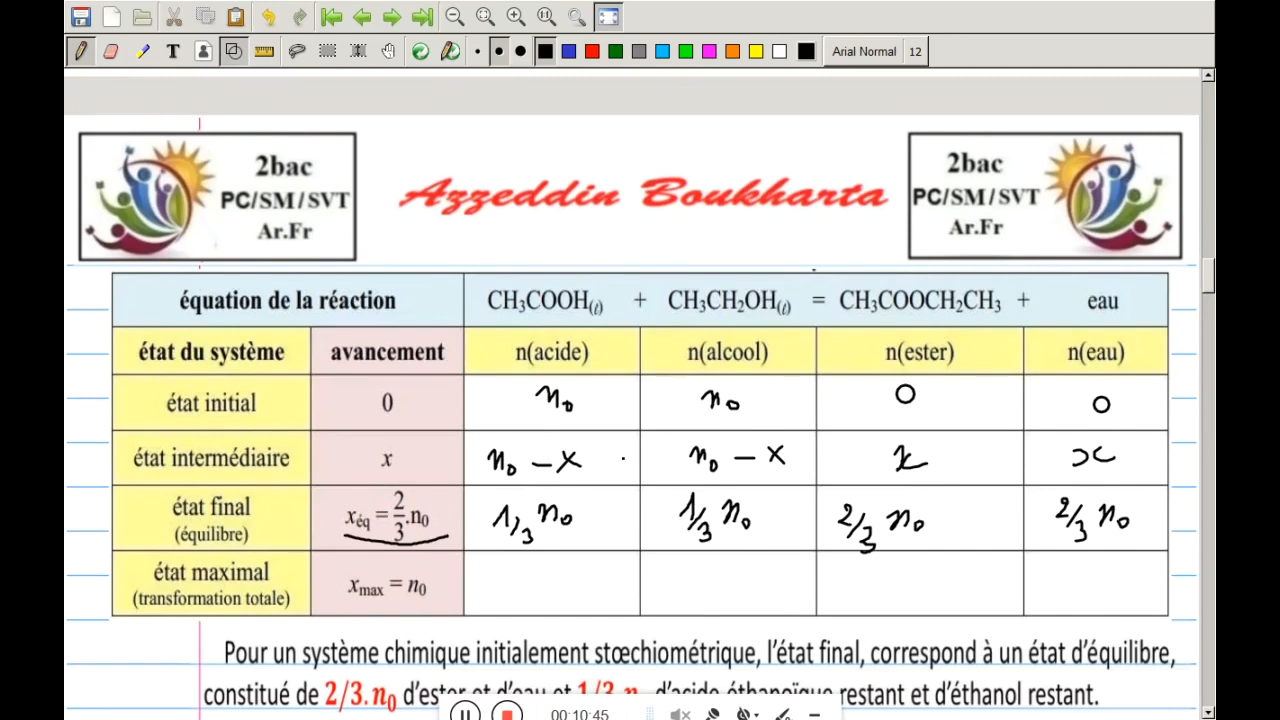 Arial Normal 12
2bac
PC/SM/SVT
Ar.Fr
Azzeddin Boukharta
2bac
PC/SM/SVT
Ar.Fr
équation de la réaction CH₃COOH(ℓ) + CH₃CH₂OH(ℓ) = CH₃COOCH₂CH₃ + eau
état du système avancement n(acide) n(alcool) n(ester) n(eau)
état initial 0 n₀ n₀ 0 0
état intermédiaire x n₀ – x n₀ – x x x
état final (équilibre) xéq = 2/3 .n₀ 1/3 n₀ 1/3 n₀ 2/3 n₀ 2/3 n₀
état maximal (transformation totale) xmax = n₀
Pour un système chimique initialement stœchiométrique, l’état final, correspond à un état d’équilibre,
constitué de 2/3.n₀ d’ester et d’eau et 1/3.n₀ d’acide éthanoïque restant et d’éthanol restant.
00:10:45